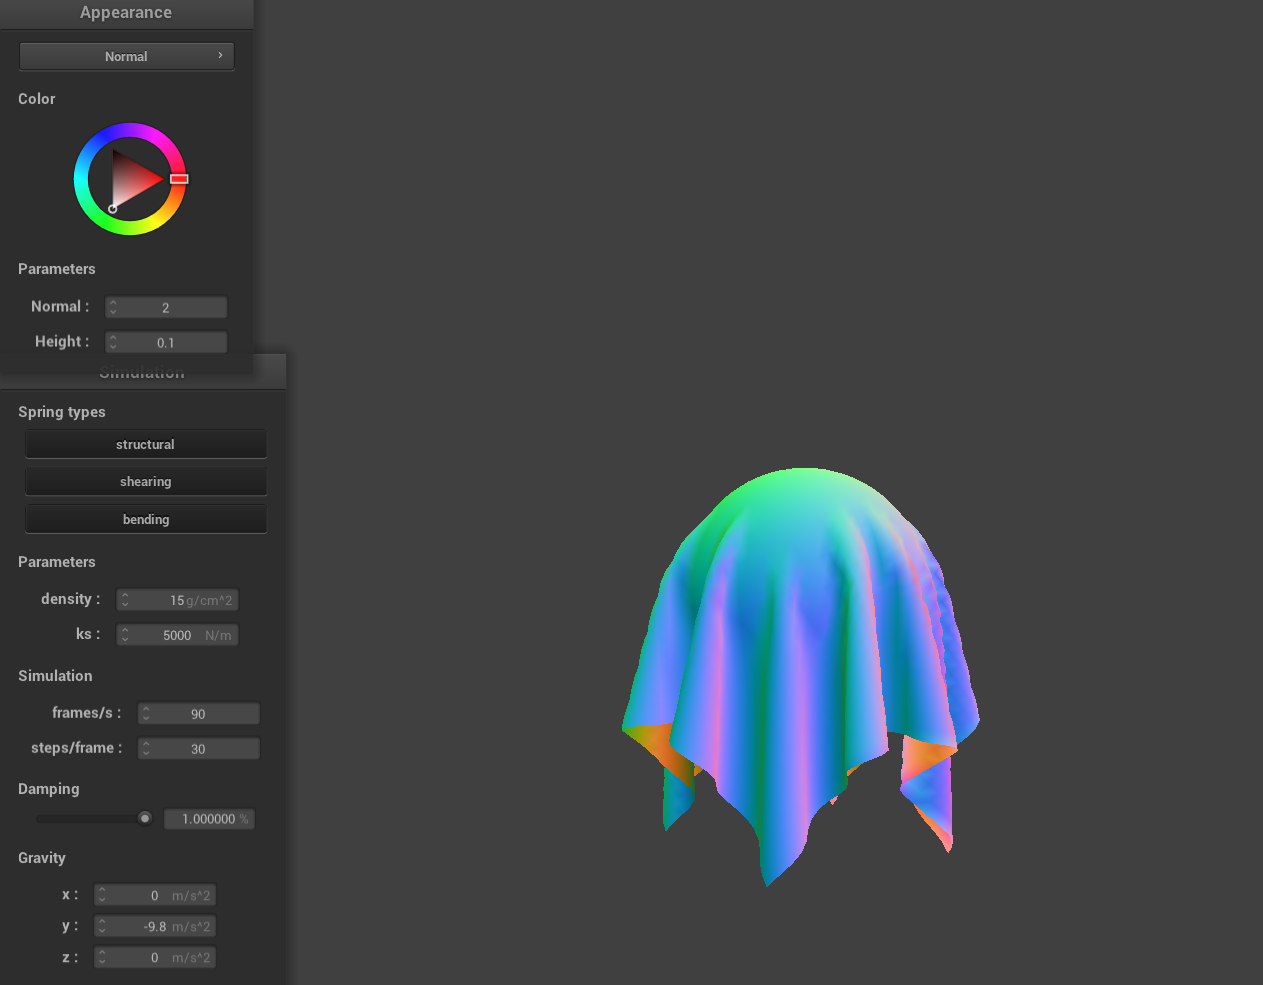 Appearance
Normal ›
Color
Parameters
Normal : 2
Height : 0.1
Simulation
Spring types
structural
shearing
bending
Parameters
density : 15 g/cm^2
ks : 5000 N/m
Simulation
frames/s : 90
steps/frame : 30
Damping
1.000000 %
Gravity
x : 0 m/s^2
y : -9.8 m/s^2
z : 0 m/s^2